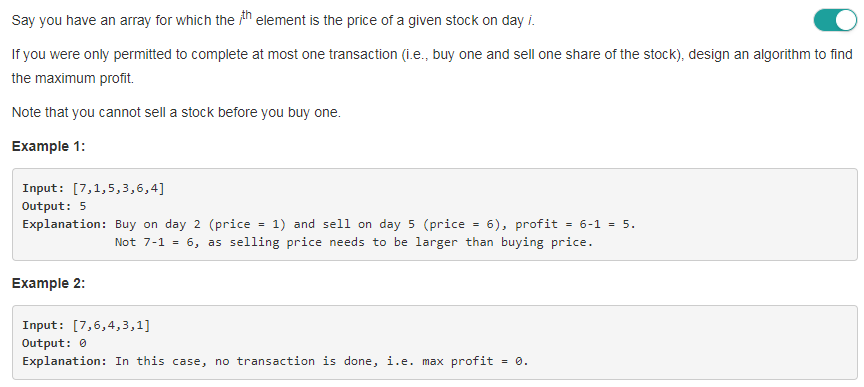 Say you have an array for which the ith element is the price of a given stock on day i.
If you were only permitted to complete at most one transaction (i.e., buy one and sell one share of the stock), design an algorithm to find
the maximum profit.
Note that you cannot sell a stock before you buy one.
Example 1:
Input: [7,1,5,3,6,4]
Output: 5
Explanation: Buy on day 2 (price = 1) and sell on day 5 (price = 6), profit = 6-1 = 5.
Not 7-1 = 6, as selling price needs to be larger than buying price.
Example 2:
Input: [7,6,4,3,1]
Output: 0
Explanation: In this case, no transaction is done, i.e. max profit = 0.